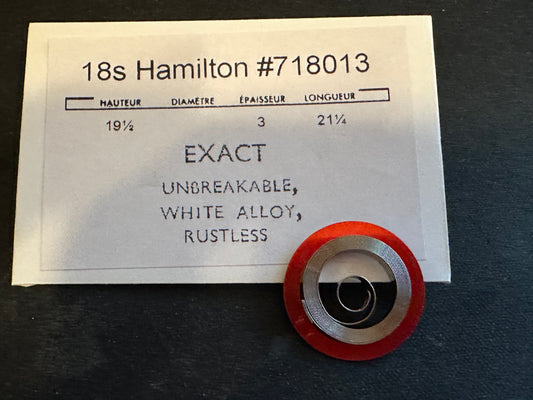 18s Hamilton #718013
HAUTEUR DIAMÈTRE ÉPAISSEUR LONGUEUR
19½ 3 21¼
EXACT
UNBREAKABLE,
WHITE ALLOY,
RUSTLESS